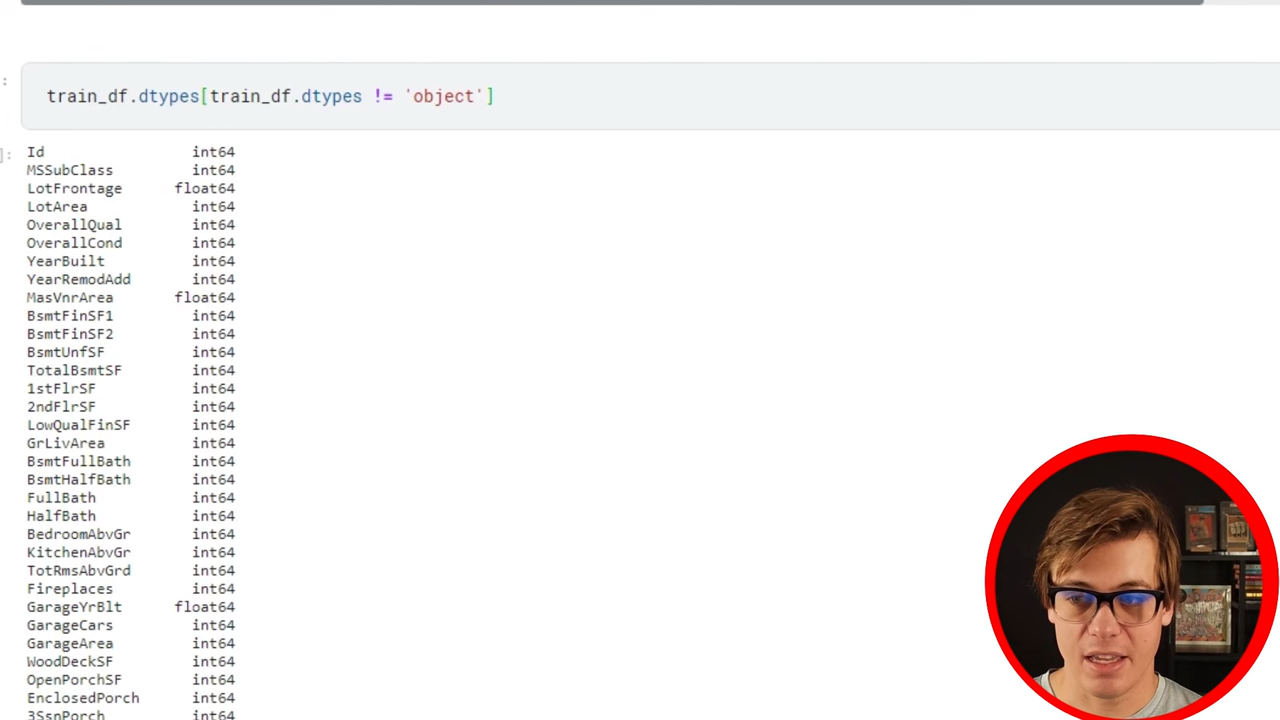 :
train_df.dtypes[train_df.dtypes != 'object']
]:
Id int64
MSSubClass int64
LotFrontage float64
LotArea int64
OverallQual int64
OverallCond int64
YearBuilt int64
YearRemodAdd int64
MasVnrArea float64
BsmtFinSF1 int64
BsmtFinSF2 int64
BsmtUnfSF int64
TotalBsmtSF int64
1stFlrSF int64
2ndFlrSF int64
LowQualFinSF int64
GrLivArea int64
BsmtFullBath int64
BsmtHalfBath int64
FullBath int64
HalfBath int64
BedroomAbvGr int64
KitchenAbvGr int64
TotRmsAbvGrd int64
Fireplaces int64
GarageYrBlt float64
GarageCars int64
GarageArea int64
WoodDeckSF int64
OpenPorchSF int64
EnclosedPorch int64
3SsnPorch int64